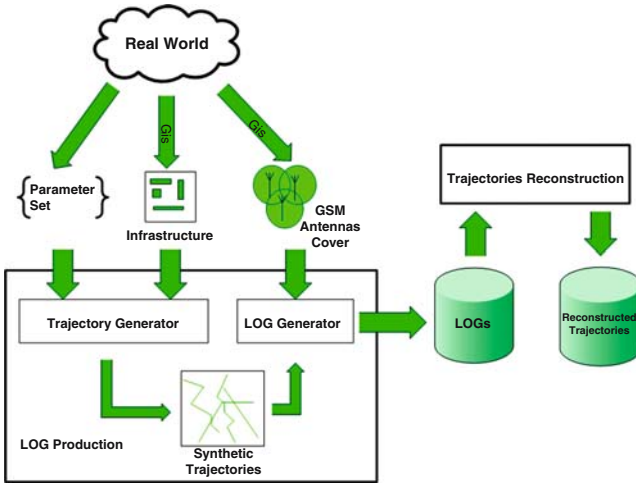 Real World
Gis
Gis
{Parameter
Set}
Infrastructure
GSM
Antennas
Cover
Trajectories Reconstruction
Trajectory Generator
LOG Generator
LOGs
Reconstructed
Trajectories
LOG Production
Synthetic
Trajectories